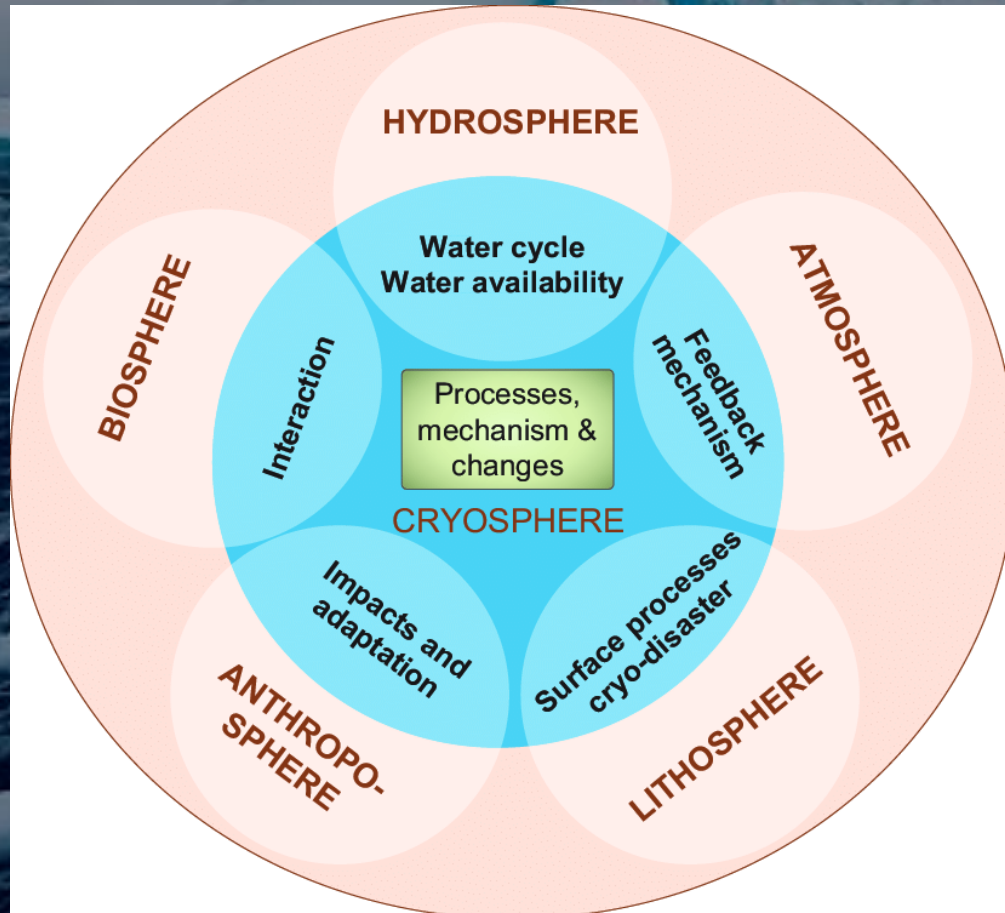 HYDROSPHERE
Water cycle
Water availability
ATMOSPHERE
Feedback
mechanism
BIOSPHERE
Interaction
Processes,
mechanism &
changes
CRYOSPHERE
Impacts and
adaptation
ANTHROPO-
SPHERE
Surface processes
cryo-disaster
LITHOSPHERE